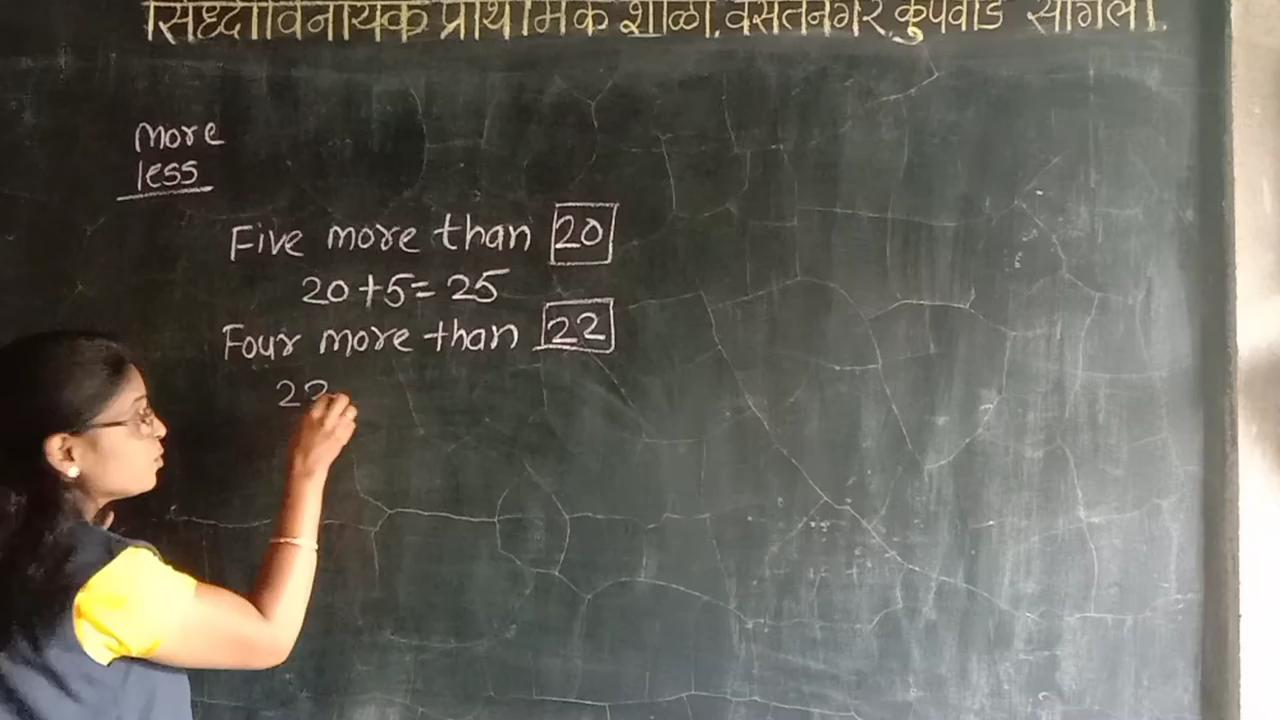 सिध्दीविनायक प्राथमिक शाळा, वसंतनगर, कुपवाड सांगली.
More
less
Five more than 20
20+5=25
Four more than 22
22